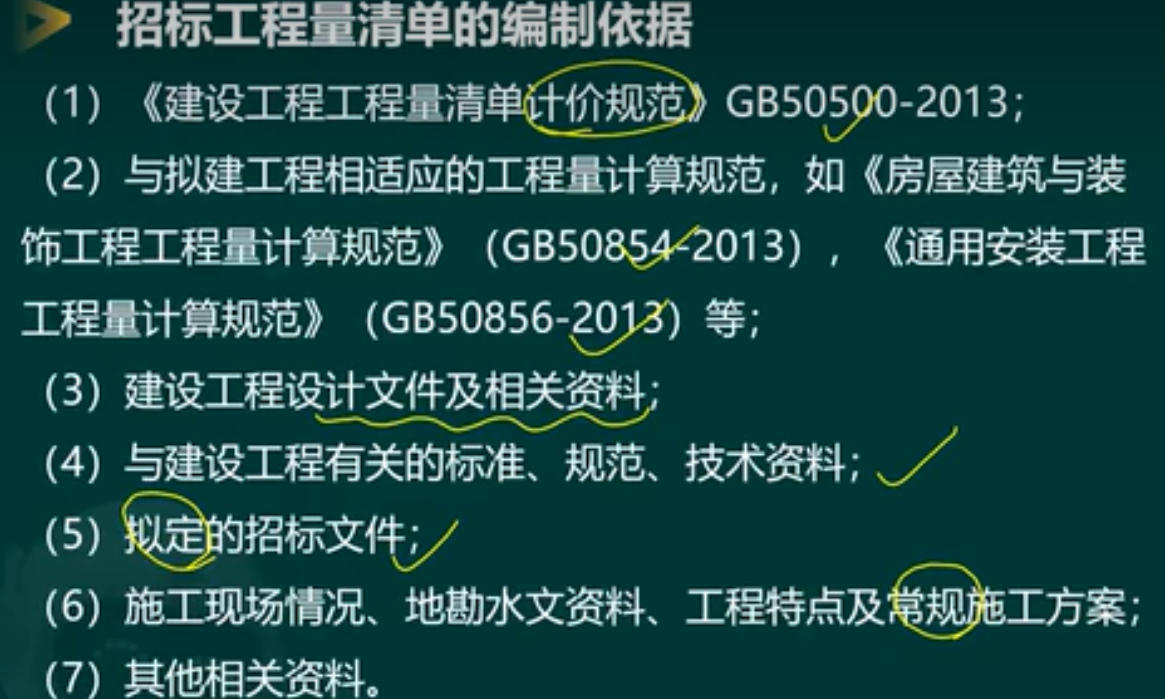 招标工程量清单的编制依据
（1）《建设工程工程量清单计价规范》GB50500-2013；
（2）与拟建工程相适应的工程量计算规范，如《房屋建筑与装
饰工程工程量计算规范》（GB50854-2013），《通用安装工程
工程量计算规范》（GB50856-2013）等；
（3）建设工程设计文件及相关资料；
（4）与建设工程有关的标准、规范、技术资料；
（5）拟定的招标文件；
（6）施工现场情况、地勘水文资料、工程特点及常规施工方案；
（7）其他相关资料。